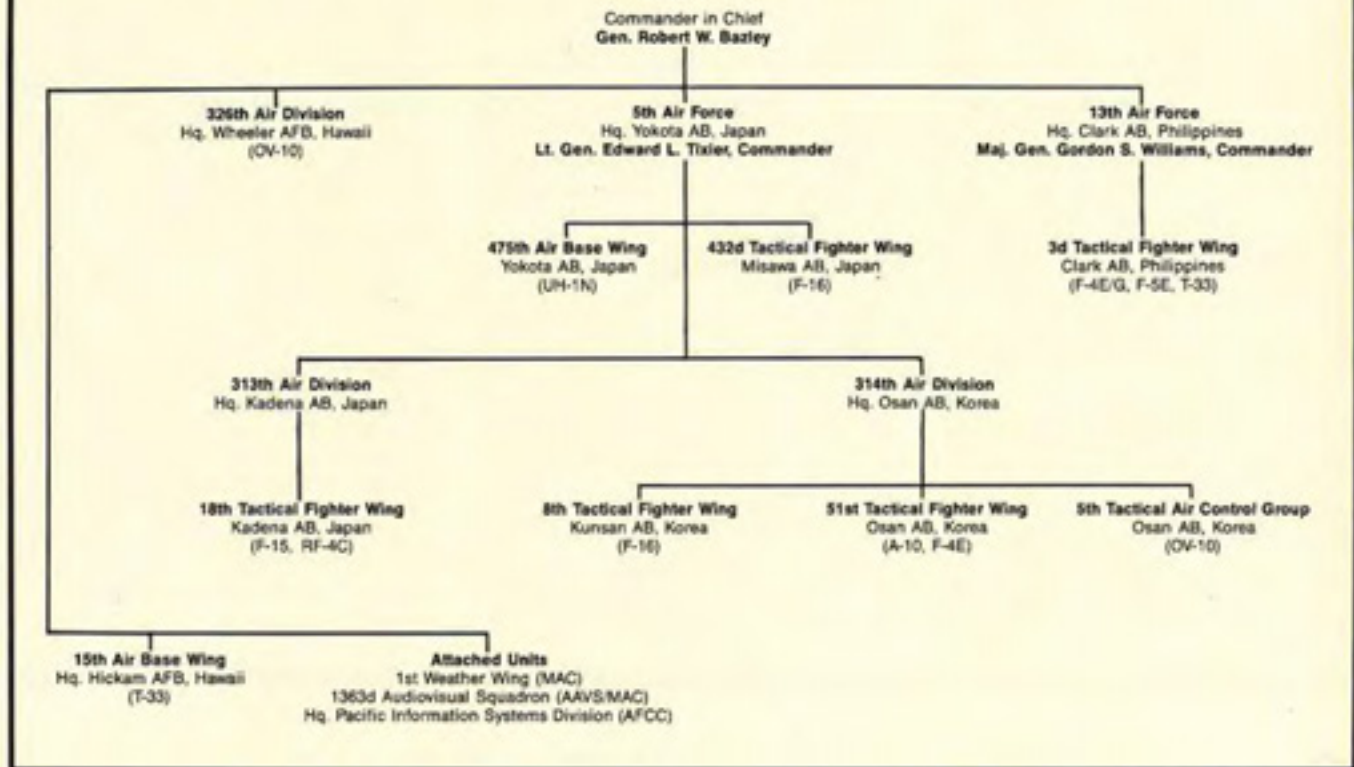 Commander in Chief
Gen. Robert W. Bazley
326th Air Division
Hq. Wheeler AFB, Hawaii
(OV-10)
5th Air Force
Hq. Yokota AB, Japan
Lt. Gen. Edward L. Tixier, Commander
13th Air Force
Hq. Clark AB, Philippines
Maj. Gen. Gordon S. Williams, Commander
475th Air Base Wing
Yokota AB, Japan
(UH-1N)
432d Tactical Fighter Wing
Misawa AB, Japan
(F-16)
3d Tactical Fighter Wing
Clark AB, Philippines
(F-4E/G, F-5E, T-33)
313th Air Division
Hq. Kadena AB, Japan
314th Air Division
Hq. Osan AB, Korea
18th Tactical Fighter Wing
Kadena AB, Japan
(F-15, RF-4C)
8th Tactical Fighter Wing
Kunsan AB, Korea
(F-16)
51st Tactical Fighter Wing
Osan AB, Korea
(A-10, F-4E)
5th Tactical Air Control Group
Osan AB, Korea
(OV-10)
15th Air Base Wing
Hq. Hickam AFB, Hawaii
(T-33)
Attached Units
1st Weather Wing (MAC)
1363d Audiovisual Squadron (AAVS/MAC)
Hq. Pacific Information Systems Division (AFCC)